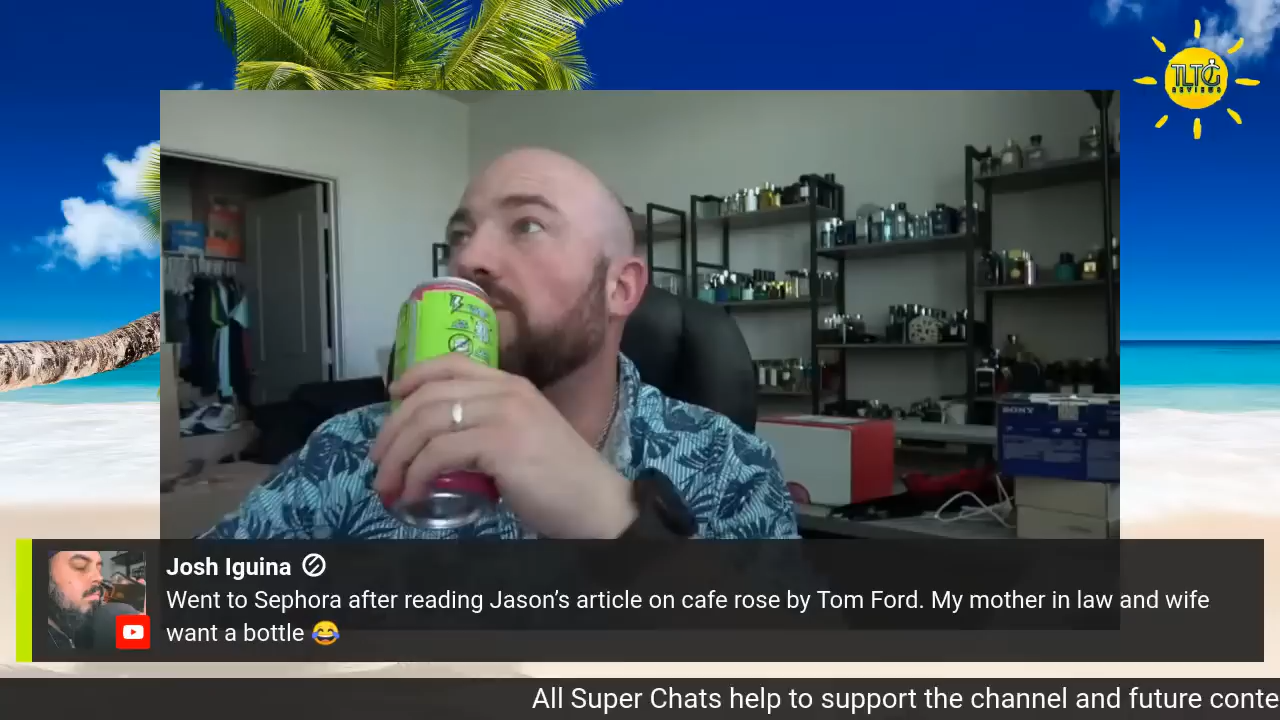 TLTG
REVIEWS
SONY
Josh Iguina
Went to Sephora after reading Jason’s article on cafe rose by Tom Ford. My mother in law and wife
want a bottle 😂
All Super Chats help to support the channel and future conte